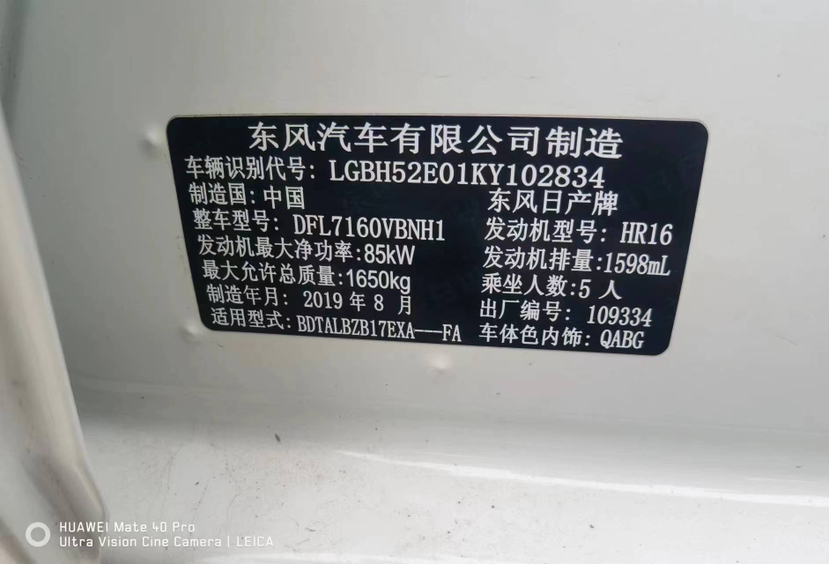 东风汽车有限公司制造
车辆识别代号: LGBH52E01KY102834
制造国: 中国 东风日产牌
整车型号: DFL7160VBNH1 发动机型号: HR16
发动机最大净功率: 85kW 发动机排量: 1598mL
最大允许总质量: 1650kg 乘坐人数: 5 人
制造年月: 2019 年 8 月 出厂编号: 109334
适用型式: BDTALBZB17EXA---FA 车体色内饰: QABG
HUAWEI Mate 40 Pro
Ultra Vision Cine Camera | LEICA